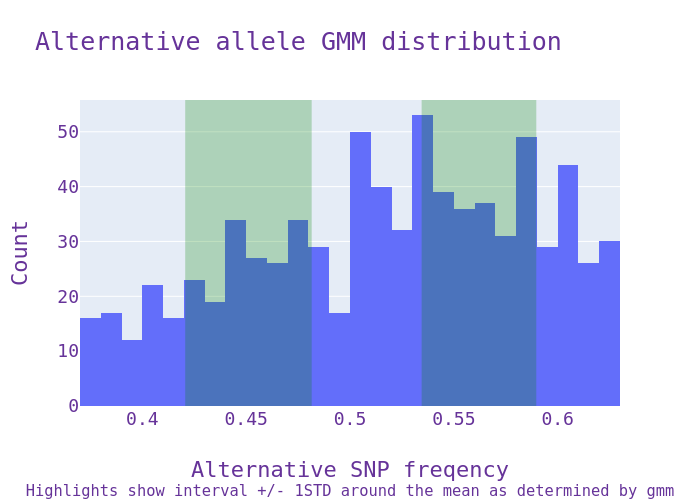 Alternative allele GMM distribution
50
40
30
20
10
0
Count
0.4 0.45 0.5 0.55 0.6
Alternative SNP freqency
Highlights show interval +/- 1STD around the mean as determined by gmm